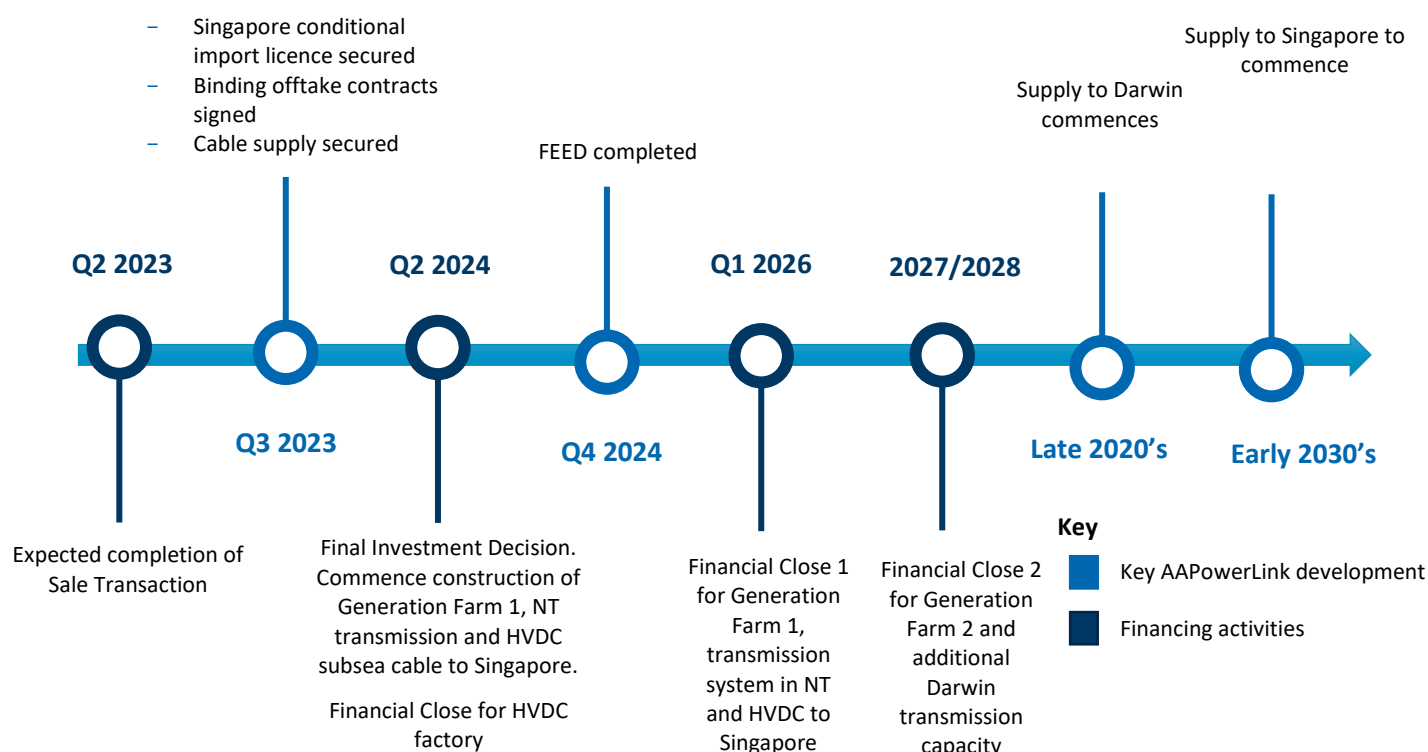 – Singapore conditional
import licence secured
– Binding offtake contracts
signed
– Cable supply secured
FEED completed
Supply to Darwin
commences
Supply to Singapore to
commence
Q2 2023
Q2 2024
Q1 2026
2027/2028
Q3 2023
Q4 2024
Late 2020’s
Early 2030’s
Expected completion of
Sale Transaction
Final Investment Decision.
Commence construction of
Generation Farm 1, NT
transmission and HVDC
subsea cable to Singapore.
Financial Close for HVDC
factory
Financial Close 1
for Generation
Farm 1,
transmission
system in NT
and HVDC to
Singapore
Financial Close 2
for Generation
Farm 2 and
additional
Darwin
transmission
capacity
Key
Key AAPowerLink development
Financing activities